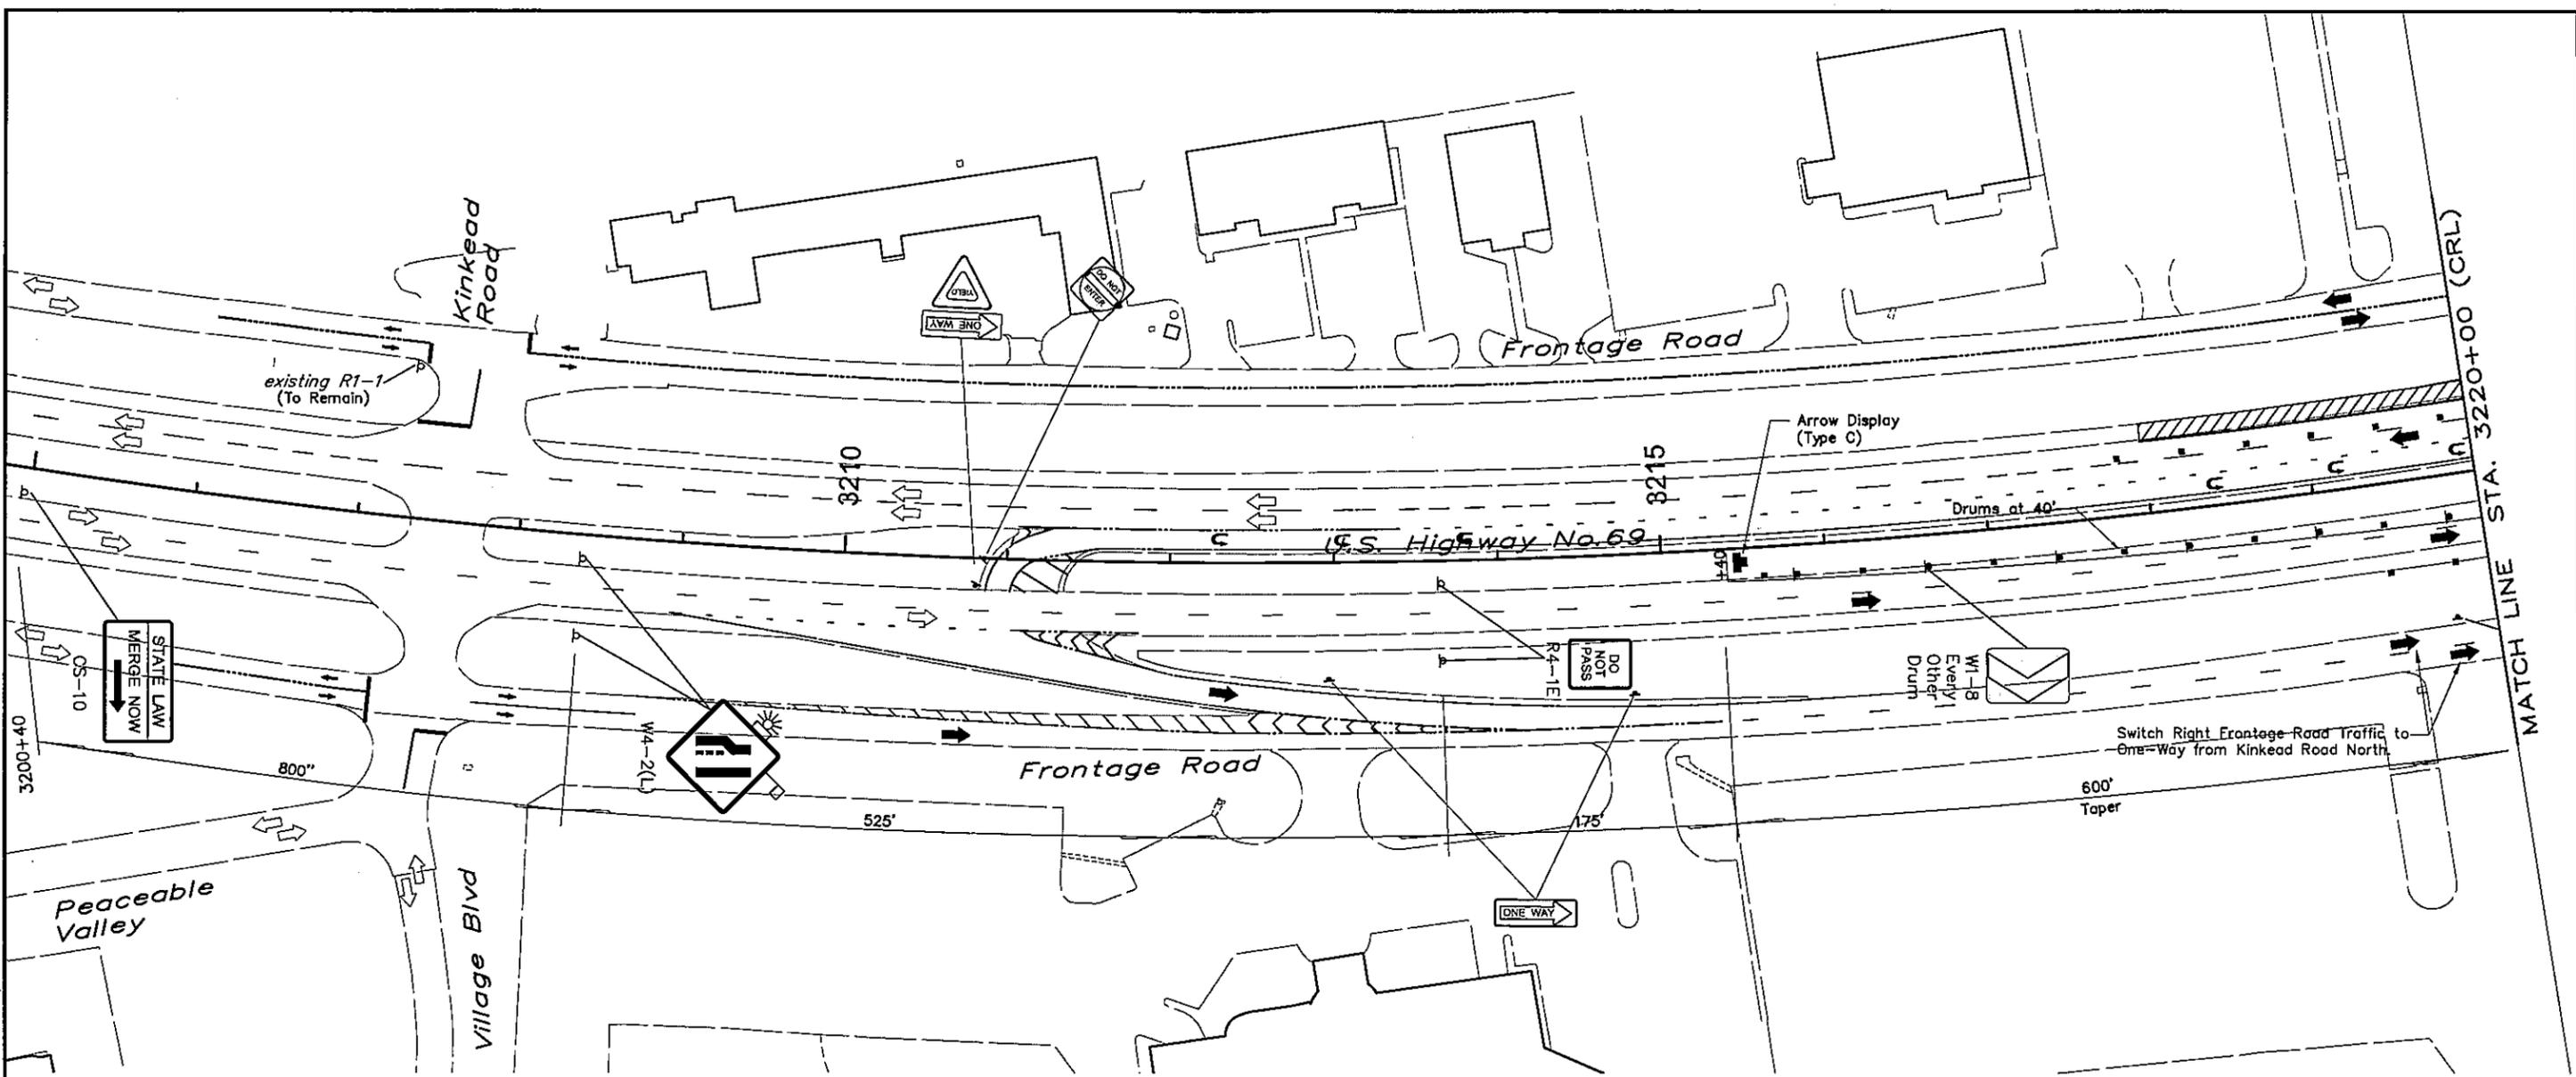 Kinkead
Road
existing R1-1
(To Remain)
YIELD
ONE WAY
DO NOT
ENTER
Frontage Road
Arrow Display
(Type C)
3210
3215
U.S. Highway No.69
Drums at 40'
+40
MATCH LINE STA. 3220+00 (CRL)
STATE LAW
MERGE NOW
CS-10
3200+40
800"
W4-2(L)
R4-1E
DO
NOT
PASS
W1-8
Every
Other
Drum
Switch Right Frontage Road Traffic to
One-Way from Kinkead Road North.
Frontage Road
525'
175'
600'
Taper
ONE WAY
Peaceable
Valley
Village Blvd